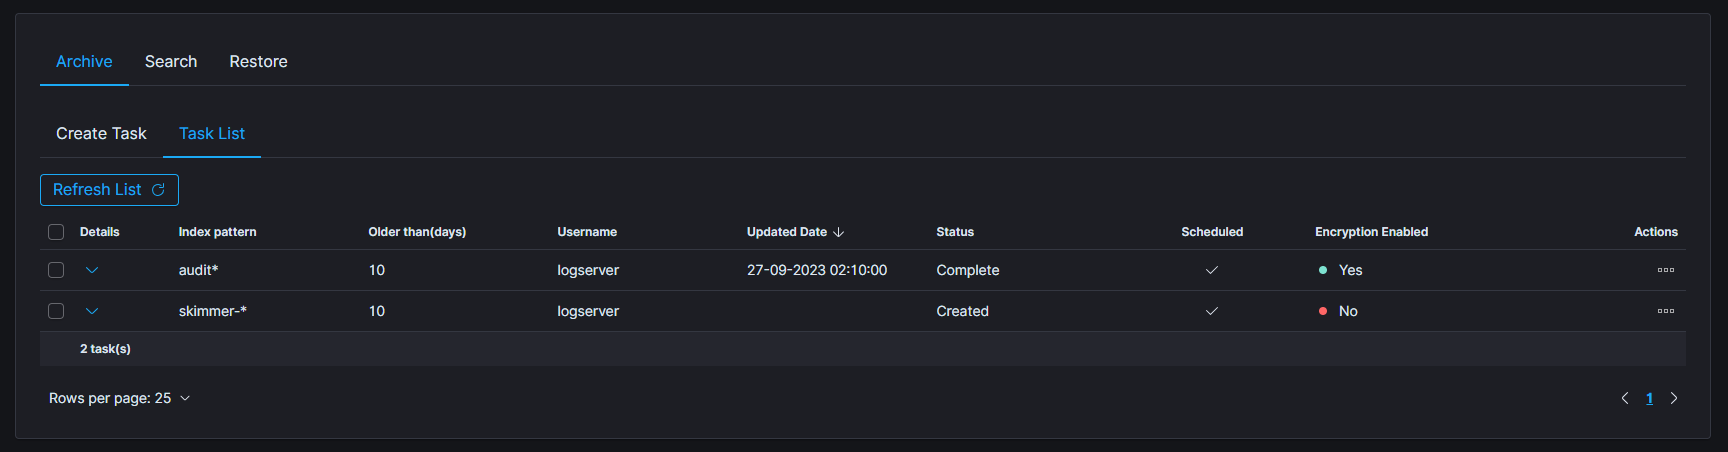 Archive Search Restore
Create Task Task List
Refresh List
Details Index pattern Older than(days) Username Updated Date Status Scheduled Encryption Enabled Actions
audit* 10 logserver 27-09-2023 02:10:00 Complete Yes
skimmer-* 10 logserver Created No
2 task(s)
Rows per page: 25 1